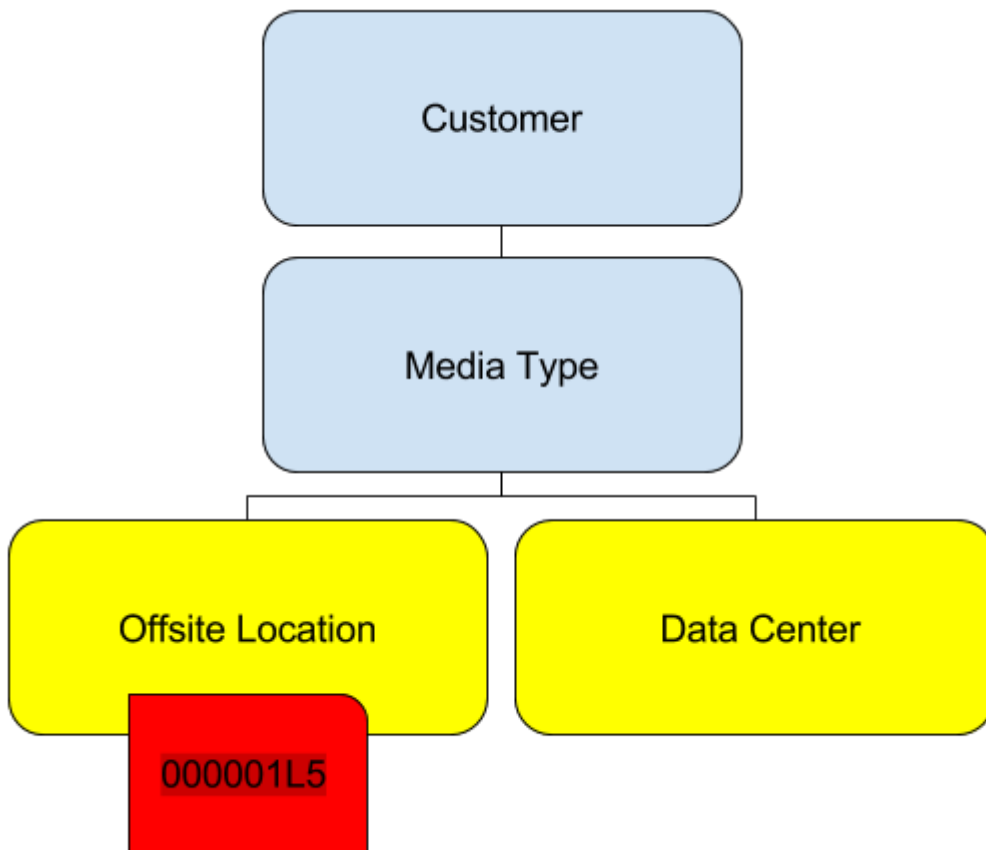 Customer
Media Type
Offsite Location
Data Center
000001L5